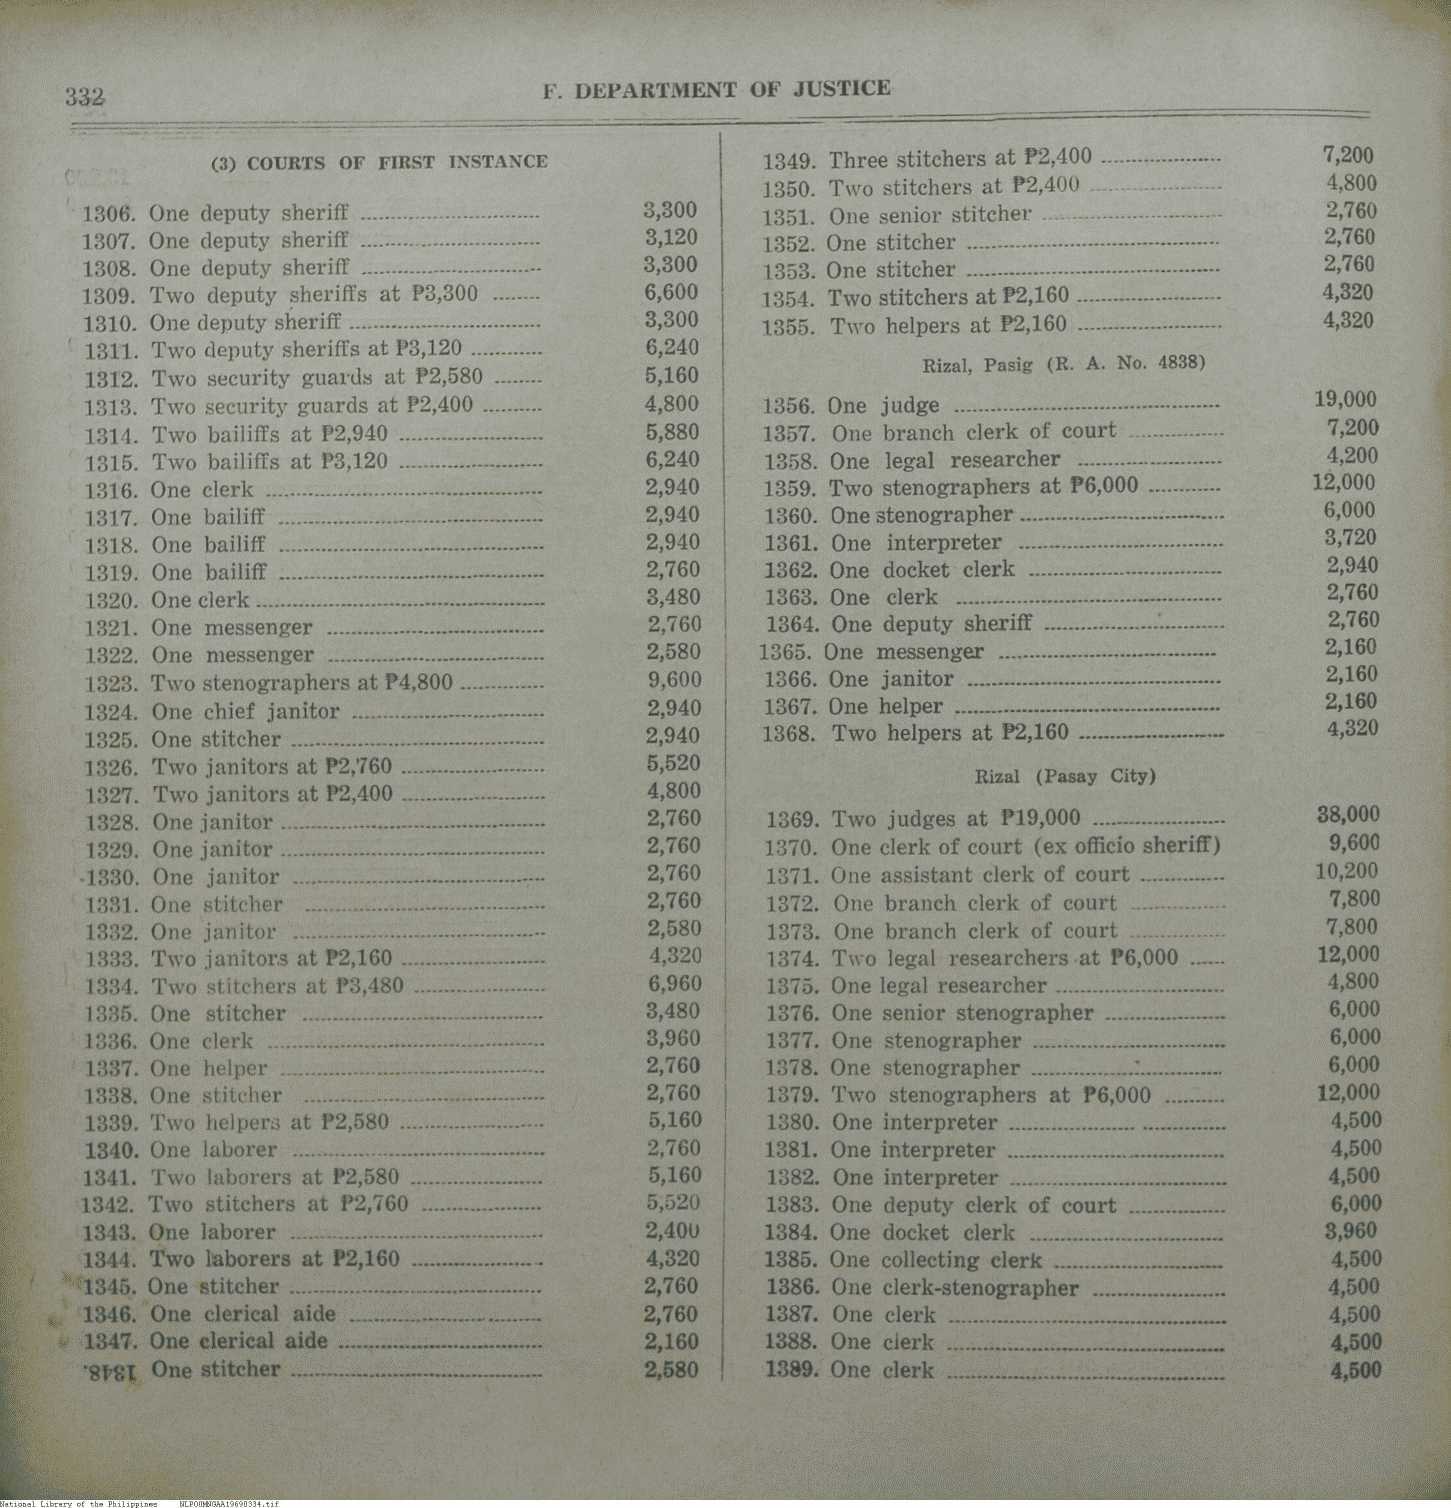 332
F. DEPARTMENT OF JUSTICE
(3) COURTS OF FIRST INSTANCE
1306. One deputy sheriff 3,300
1307. One deputy sheriff 3,120
1308. One deputy sheriff 3,300
1309. Two deputy sheriffs at ₱3,300 6,600
1310. One deputy sheriff 3,300
1311. Two deputy sheriffs at ₱3,120 6,240
1312. Two security guards at ₱2,580 5,160
1313. Two security guards at ₱2,400 4,800
1314. Two bailiffs at ₱2,940 5,880
1315. Two bailiffs at ₱3,120 6,240
1316. One clerk 2,940
1317. One bailiff 2,940
1318. One bailiff 2,940
1319. One bailiff 2,760
1320. One clerk 3,480
1321. One messenger 2,760
1322. One messenger 2,580
1323. Two stenographers at ₱4,800 9,600
1324. One chief janitor 2,940
1325. One stitcher 2,940
1326. Two janitors at ₱2,760 5,520
1327. Two janitors at ₱2,400 4,800
1328. One janitor 2,760
1329. One janitor 2,760
1330. One janitor 2,760
1331. One stitcher 2,760
1332. One janitor 2,580
1333. Two janitors at ₱2,160 4,320
1334. Two stitchers at ₱3,480 6,960
1335. One stitcher 3,480
1336. One clerk 3,960
1337. One helper 2,760
1338. One stitcher 2,760
1339. Two helpers at ₱2,580 5,160
1340. One laborer 2,760
1341. Two laborers at ₱2,580 5,160
1342. Two stitchers at ₱2,760 5,520
1343. One laborer 2,400
1344. Two laborers at ₱2,160 4,320
1345. One stitcher 2,760
1346. One clerical aide 2,760
1347. One clerical aide 2,160
1348. One stitcher 2,580
1349. Three stitchers at ₱2,400 7,200
1350. Two stitchers at ₱2,400 4,800
1351. One senior stitcher 2,760
1352. One stitcher 2,760
1353. One stitcher 2,760
1354. Two stitchers at ₱2,160 4,320
1355. Two helpers at ₱2,160 4,320
Rizal, Pasig (R. A. No. 4838)
1356. One judge 19,000
1357. One branch clerk of court 7,200
1358. One legal researcher 4,200
1359. Two stenographers at ₱6,000 12,000
1360. One stenographer 6,000
1361. One interpreter 3,720
1362. One docket clerk 2,940
1363. One clerk 2,760
1364. One deputy sheriff 2,760
1365. One messenger 2,160
1366. One janitor 2,160
1367. One helper 2,160
1368. Two helpers at ₱2,160 4,320
Rizal (Pasay City)
1369. Two judges at ₱19,000 38,000
1370. One clerk of court (ex officio sheriff) 9,600
1371. One assistant clerk of court 10,200
1372. One branch clerk of court 7,800
1373. One branch clerk of court 7,800
1374. Two legal researchers at ₱6,000 12,000
1375. One legal researcher 4,800
1376. One senior stenographer 6,000
1377. One stenographer 6,000
1378. One stenographer 6,000
1379. Two stenographers at ₱6,000 12,000
1380. One interpreter 4,500
1381. One interpreter 4,500
1382. One interpreter 4,500
1383. One deputy clerk of court 6,000
1384. One docket clerk 3,960
1385. One collecting clerk 4,500
1386. One clerk-stenographer 4,500
1387. One clerk 4,500
1388. One clerk 4,500
1389. One clerk 4,500
National Library of the Philippines NLPOOMNGAA19690334.tif